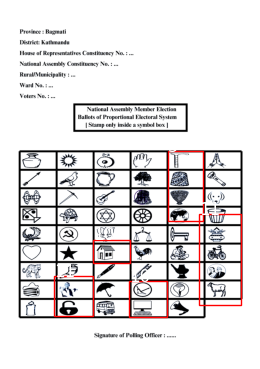 Province : Bagmati
District: Kathmandu
House of Representatives Constituency No. : ...
National Assembly Constituency No. : ...
Rural/Municipality : ...
Ward No. : ...
Voters No. : ...
National Assembly Member Election
Ballots of Proportional Electoral System
[ Stamp only inside a symbol box ]
Signature of Polling Officer : ......